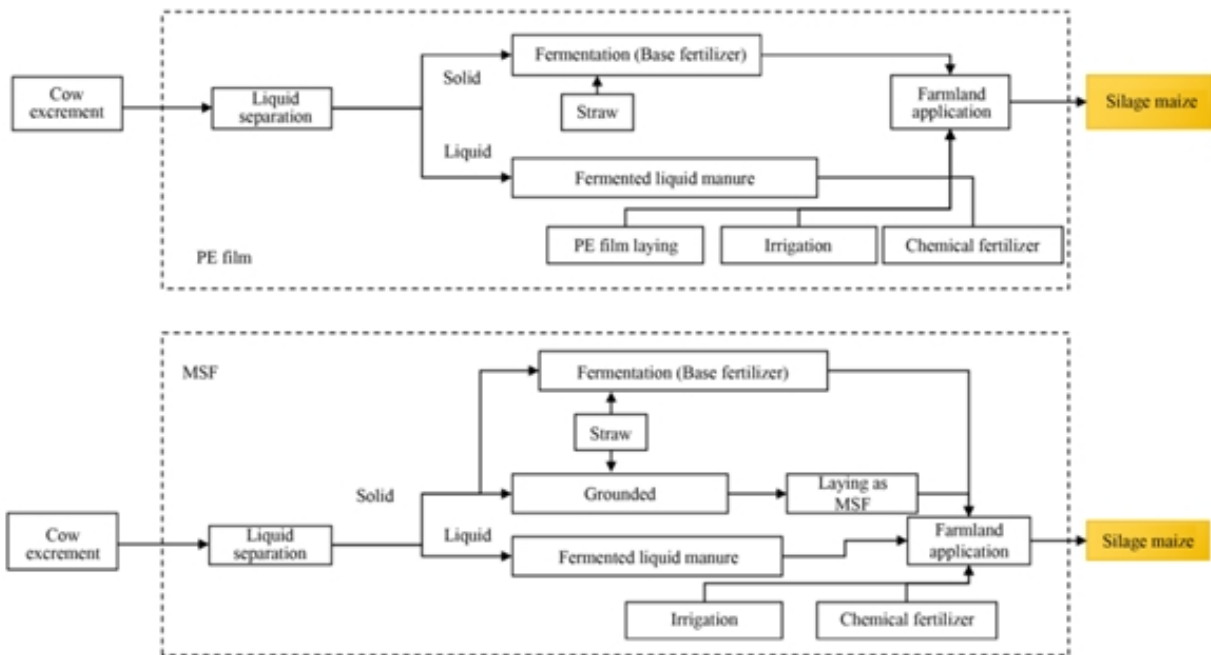 Fermentation (Base fertilizer)
Cow
excrement
Liquid
separation
Solid
Straw
Farmland
application
Silage maize
Liquid
Fermented liquid manure
PE film laying
Irrigation
Chemical fertilizer
PE film
MSF
Fermentation (Base fertilizer)
Straw
Solid
Grounded
Laying as
MSF
Cow
excrement
Liquid
separation
Liquid
Fermented liquid manure
Farmland
application
Silage maize
Irrigation
Chemical fertilizer